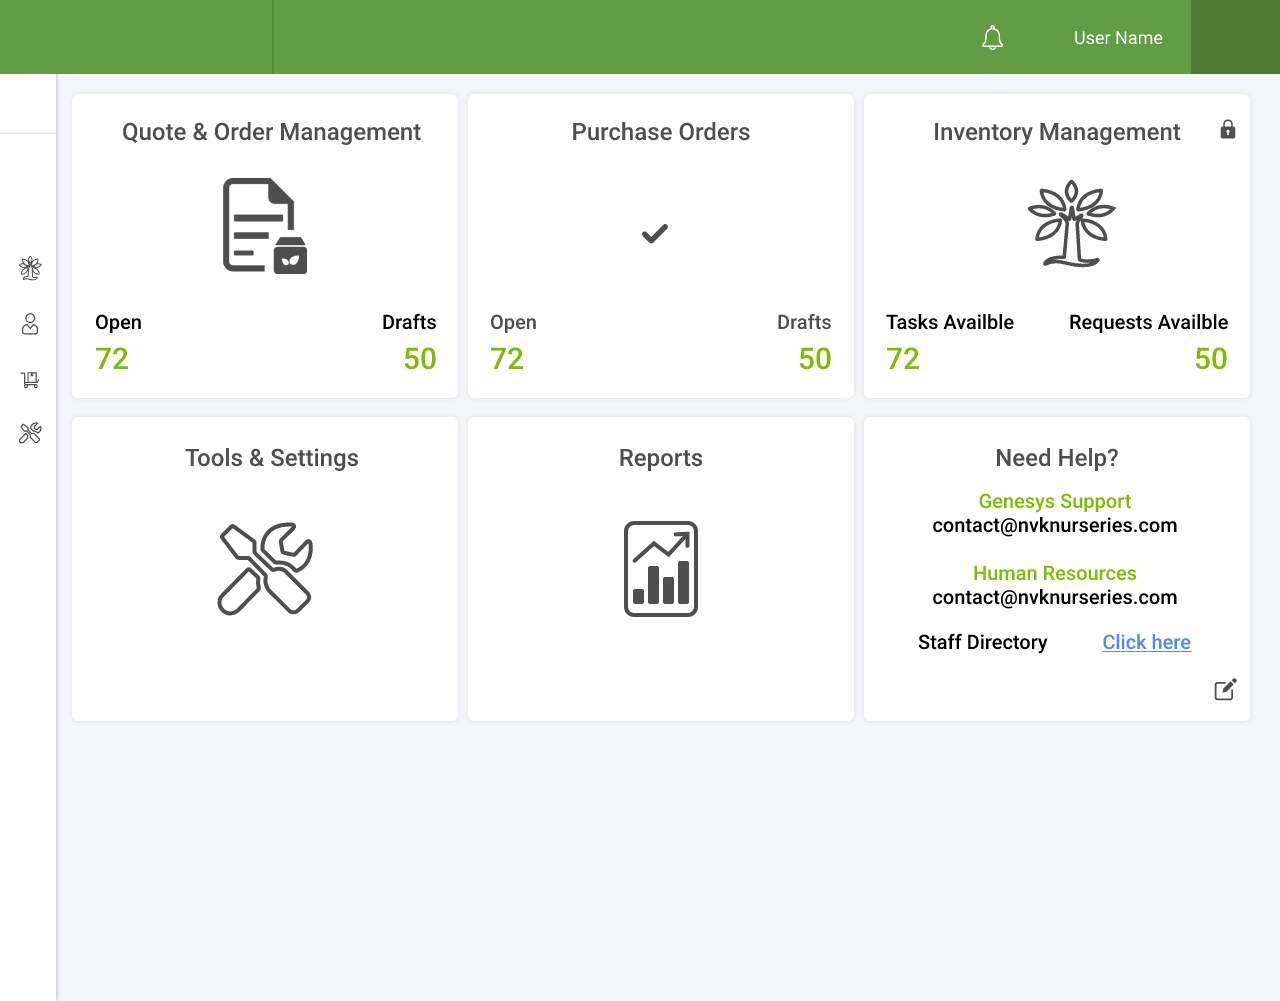 User Name
Quote & Order Management
Purchase Orders
Inventory Management
Open
Drafts
Open
Drafts
Tasks Availble
Requests Availble
72
50
72
50
72
50
Tools & Settings
Reports
Need Help?
Genesys Support
contact@nvknurseries.com
Human Resources
contact@nvknurseries.com
Staff Directory
Click here